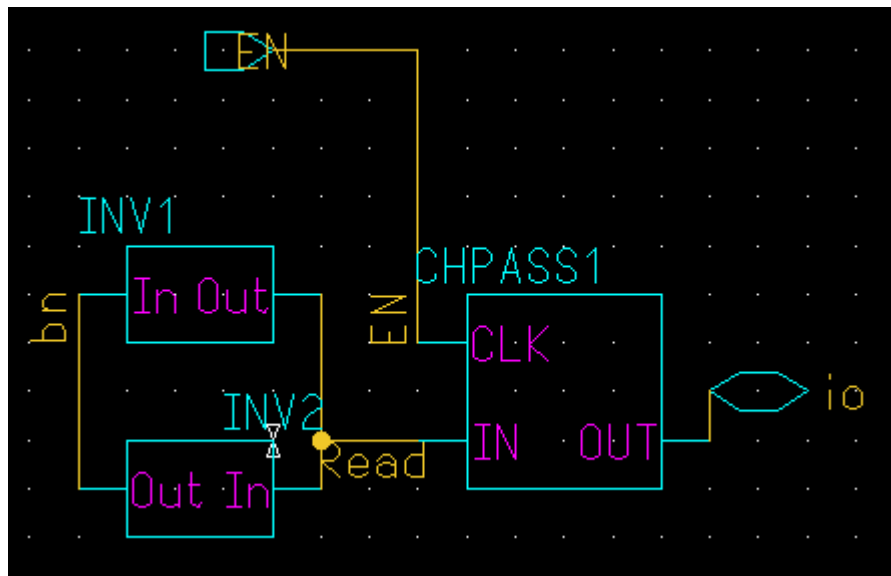 EN
INV1
CHPASS1
In Out
bn
EN
CLK
INV2
io
Read
IN OUT
Out In